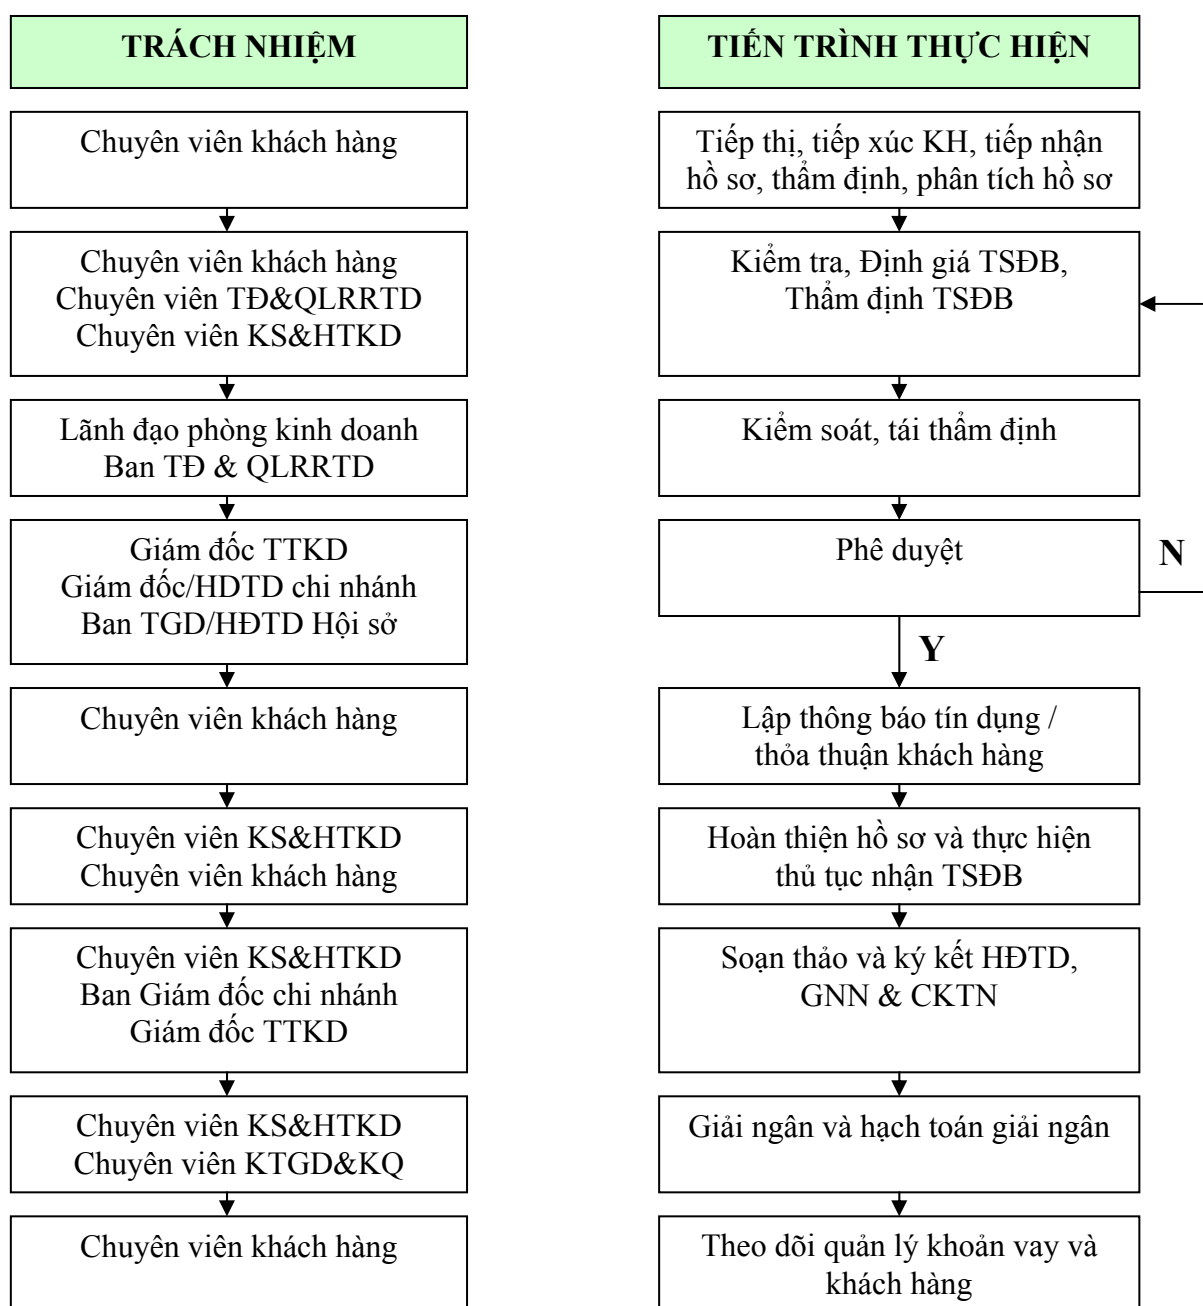 TRÁCH NHIỆM
TIẾN TRÌNH THỰC HIỆN
Chuyên viên khách hàng
Tiếp thị, tiếp xúc KH, tiếp nhận
hồ sơ, thẩm định, phân tích hồ sơ
Chuyên viên khách hàng
Chuyên viên TĐ&QLRRTD
Chuyên viên KS&HTKD
Kiểm tra, Định giá TSĐB,
Thẩm định TSĐB
Lãnh đạo phòng kinh doanh
Ban TĐ & QLRRTD
Kiểm soát, tái thẩm định
Giám đốc TTKD
Giám đốc/HDTD chi nhánh
Ban TGD/HĐTD Hội sở
Phê duyệt
N
Y
Chuyên viên khách hàng
Lập thông báo tín dụng /
thỏa thuận khách hàng
Chuyên viên KS&HTKD
Chuyên viên khách hàng
Hoàn thiện hồ sơ và thực hiện
thủ tục nhận TSĐB
Chuyên viên KS&HTKD
Ban Giám đốc chi nhánh
Giám đốc TTKD
Soạn thảo và ký kết HĐTD,
GNN & CKTN
Chuyên viên KS&HTKD
Chuyên viên KTGD&KQ
Giải ngân và hạch toán giải ngân
Chuyên viên khách hàng
Theo dõi quản lý khoản vay và
khách hàng